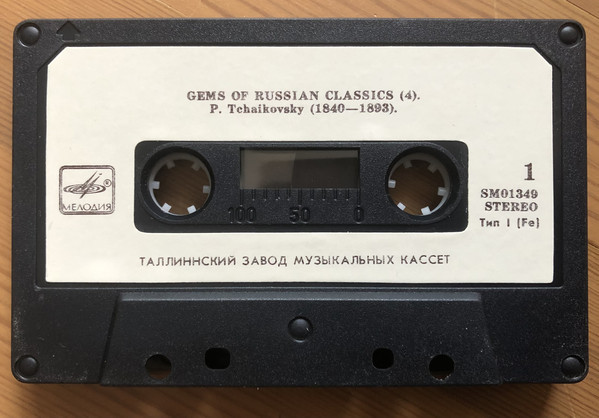 GEMS OF RUSSIAN CLASSICS (4).
P. Tchaikovsky (1840—1893).
МЕЛОДИЯ
100 50 0
1
SM01349
STEREO
Тип I [Fe]
ТАЛЛИННСКИЙ ЗАВОД МУЗЫКАЛЬНЫХ КАССЕТ